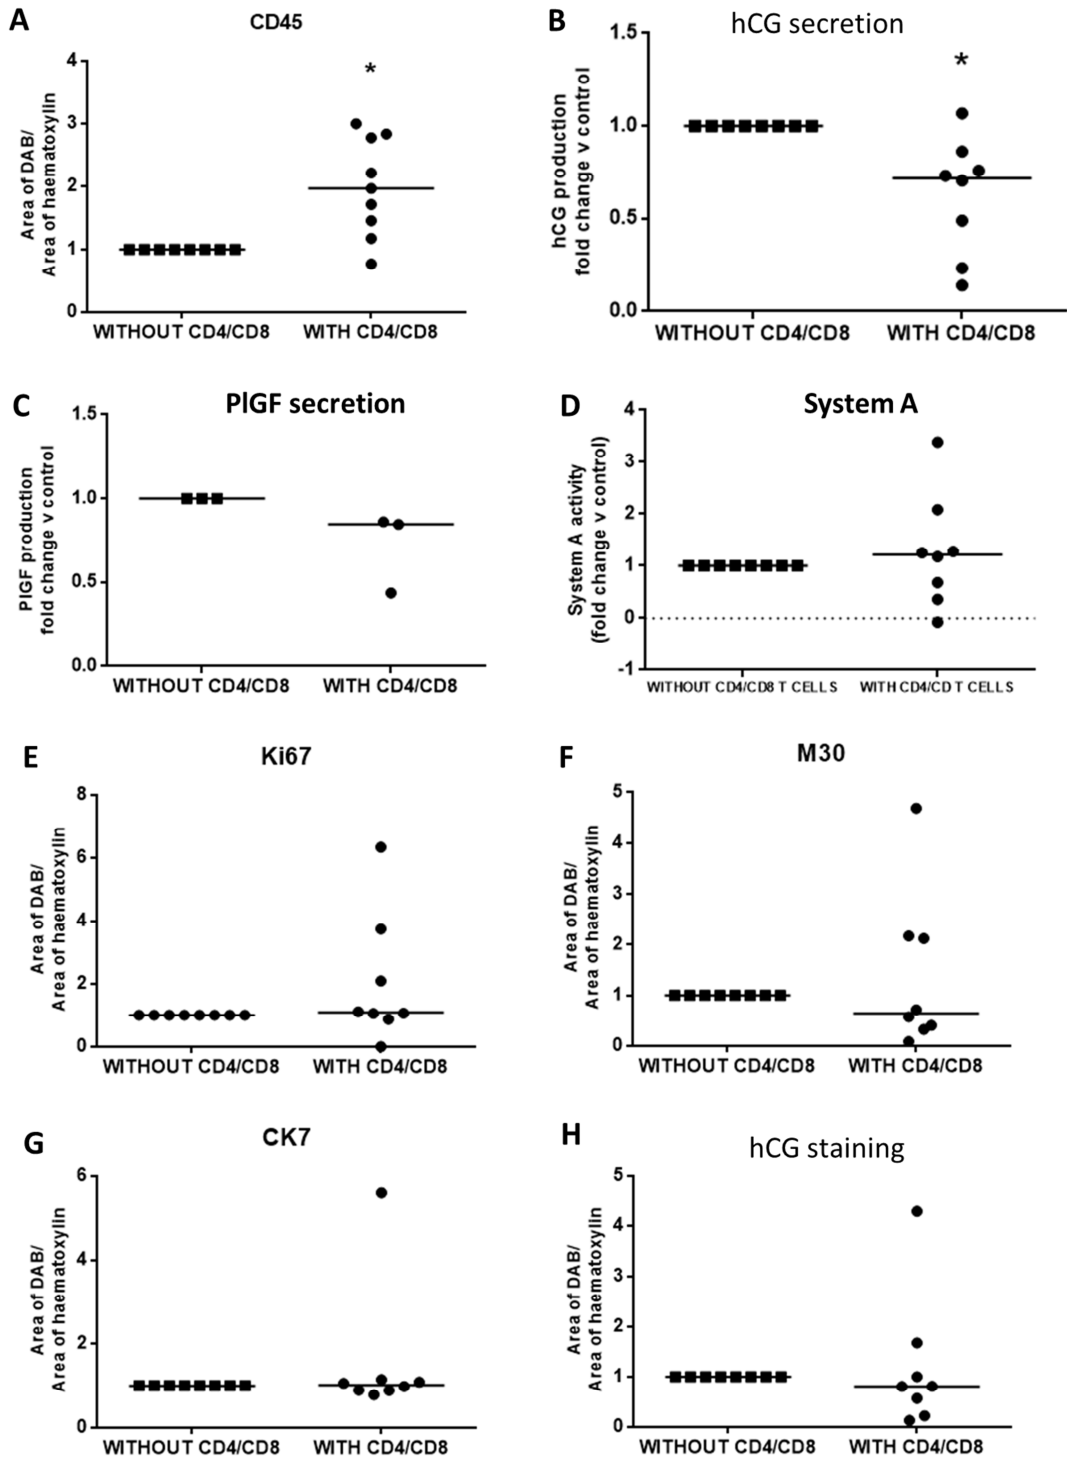 A
CD45
Area of DAB/
Area of haematoxylin
4
3
2
1
0
*
WITHOUT CD4/CD8
WITH CD4/CD8
B
hCG secretion
hCG production
fold change v control
1.5
1.0
0.5
0.0
*
WITHOUT CD4/CD8
WITH CD4/CD8
C
PlGF secretion
PlGF production
fold change v control
1.5
1.0
0.5
0.0
WITHOUT CD4/CD8
WITH CD4/CD8
D
System A
System A activity
(fold change v control)
4
3
2
1
0
-1
WITHOUT CD4/CD8 T CELLS
WITH CD4/CD T CELLS
E
Ki67
Area of DAB/
Area of haematoxylin
8
6
4
2
0
WITHOUT CD4/CD8
WITH CD4/CD8
F
M30
Area of DAB/
Area of haematoxylin
5
4
3
2
1
0
WITHOUT CD4/CD8
WITH CD4/CD8
G
CK7
Area of DAB/
Area of haematoxylin
6
4
2
0
WITHOUT CD4/CD8
WITH CD4/CD8
H
hCG staining
Area of DAB/
Area of haematoxylin
5
4
3
2
1
0
WITHOUT CD4/CD8
WITH CD4/CD8